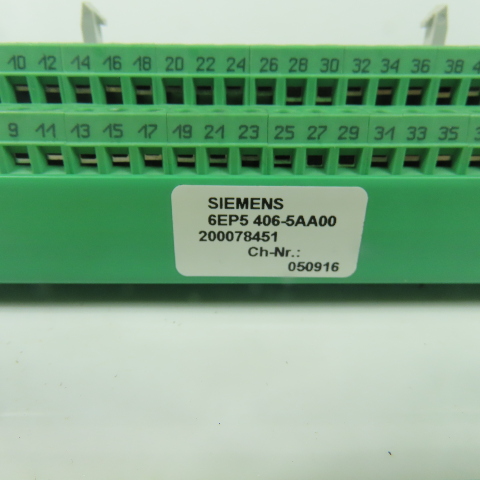 10 12 14 16 18 20 22 24 26 28 30 32 34 36 38
9 11 13 15 17 19 21 23 25 27 29 31 33 35
SIEMENS
6EP5 406-5AA00
200078451
Ch-Nr.:
050916